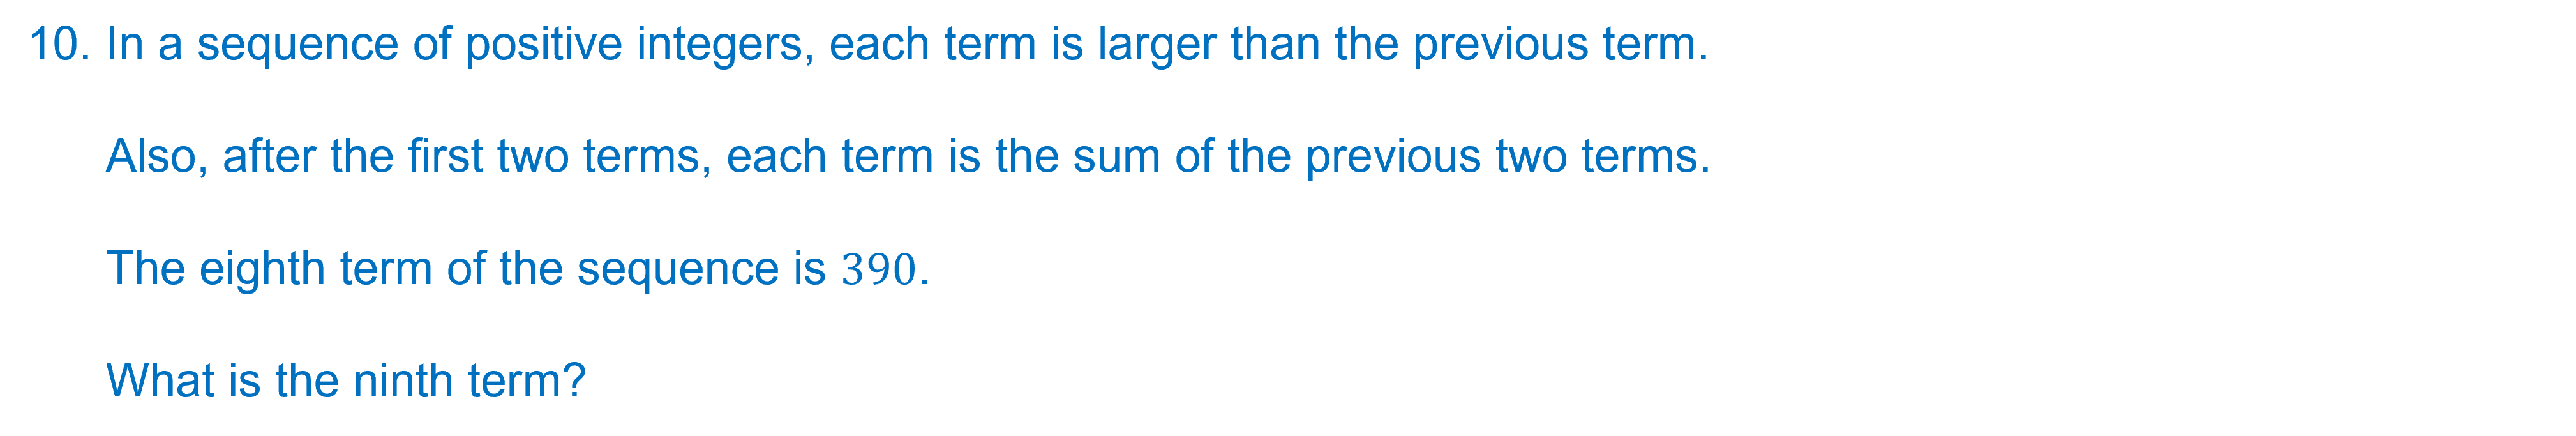 10. In a sequence of positive integers, each term is larger than the previous term.
Also, after the first two terms, each term is the sum of the previous two terms.
The eighth term of the sequence is 390.
What is the ninth term?